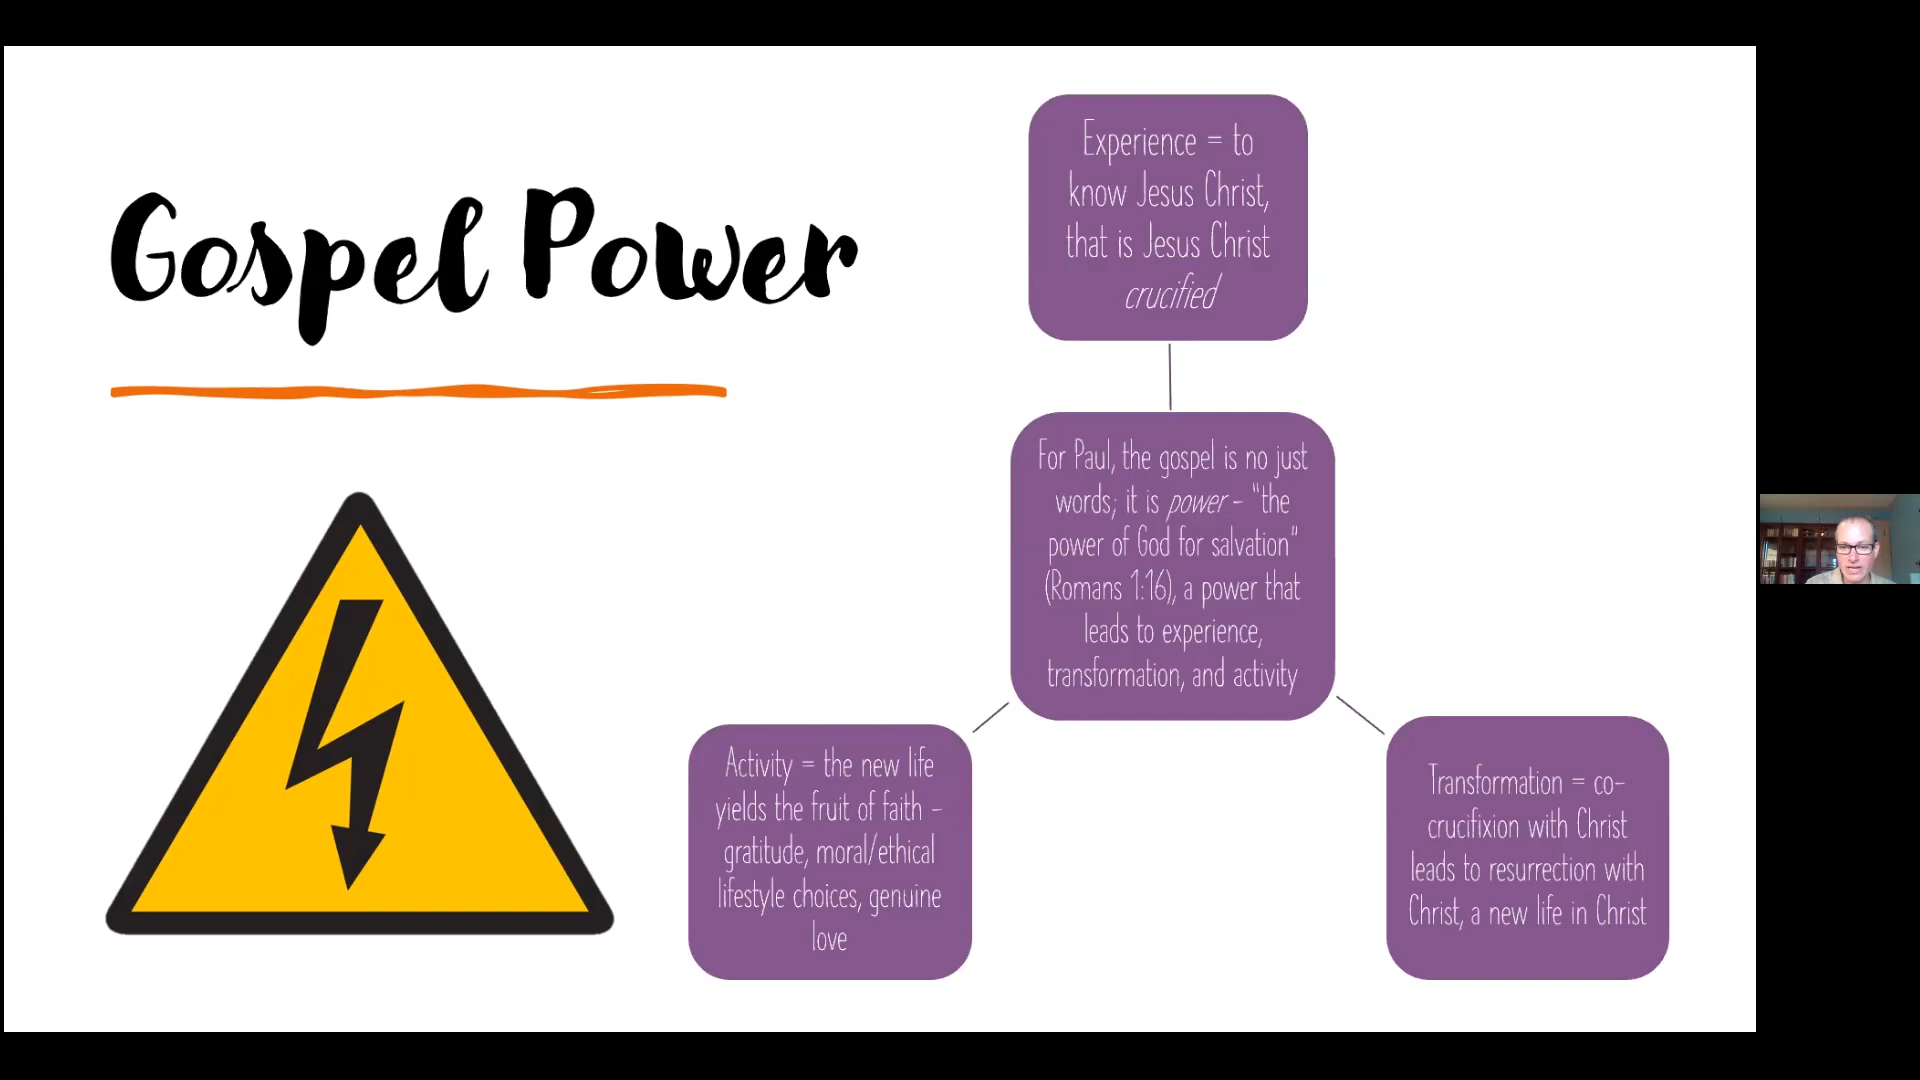 Gospel Power
Experience = to
know Jesus Christ,
that is Jesus Christ
crucified
For Paul, the gospel is no just
words; it is power – “the
power of God for salvation”
(Romans 1:16), a power that
leads to experience,
transformation, and activity
Activity = the new life
yields the fruit of faith –
gratitude, moral/ethical
lifestyle choices, genuine
love
Transformation = co-
crucifixion with Christ
leads to resurrection with
Christ, a new life in Christ